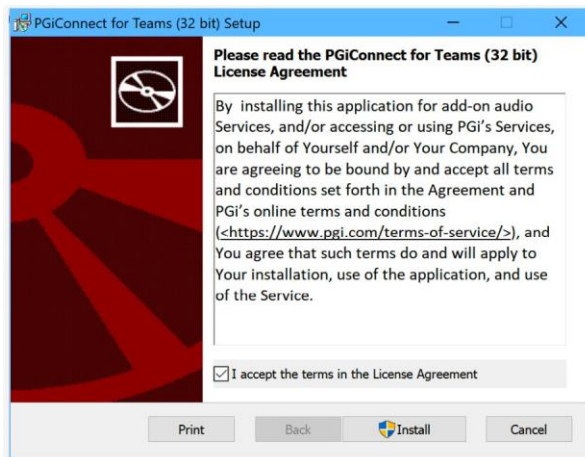 PGiConnect for Teams (32 bit) Setup
Please read the PGiConnect for Teams (32 bit)
License Agreement
By installing this application for add-on audio
Services, and/or accessing or using PGi's Services,
on behalf of Yourself and/or Your Company, You
are agreeing to be bound by and accept all terms
and conditions set forth in the Agreement and
PGi's online terms and conditions
(<https://www.pgi.com/terms-of-service/>), and
You agree that such terms do and will apply to
Your installation, use of the application, and use
of the Service.
I accept the terms in the License Agreement
Print Back Install Cancel